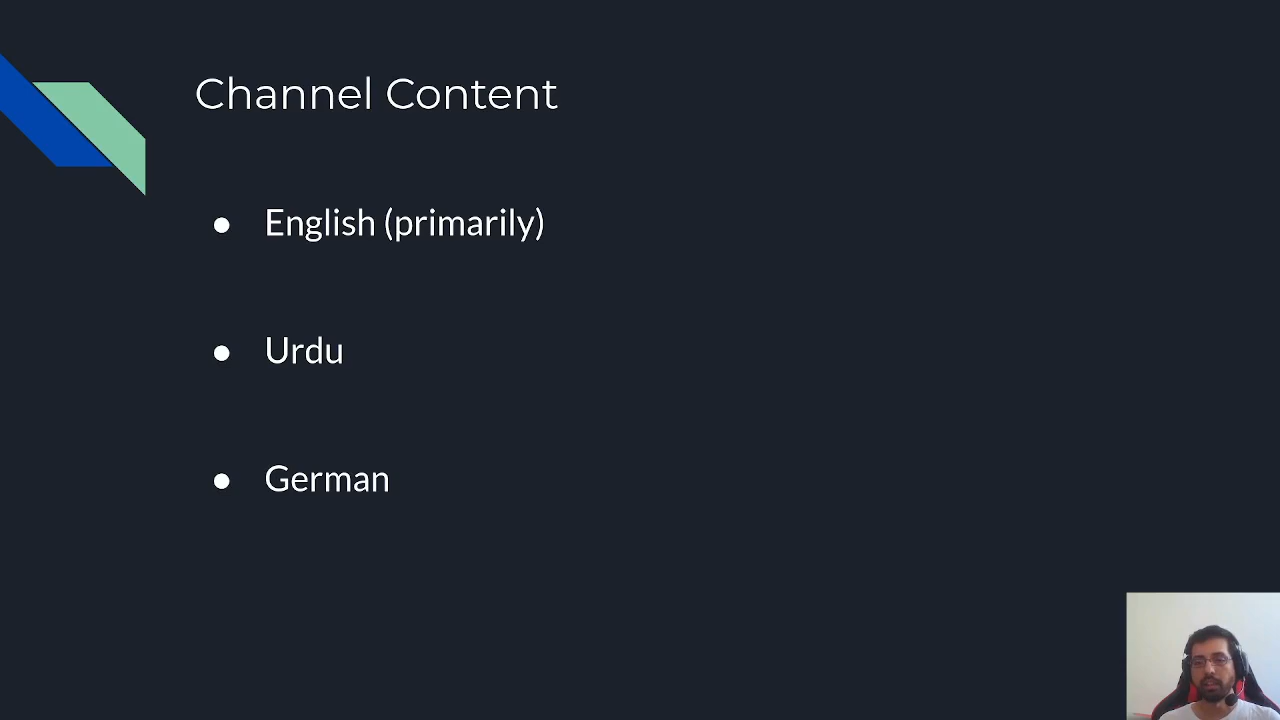 Channel Content
● English (primarily)
● Urdu
● German